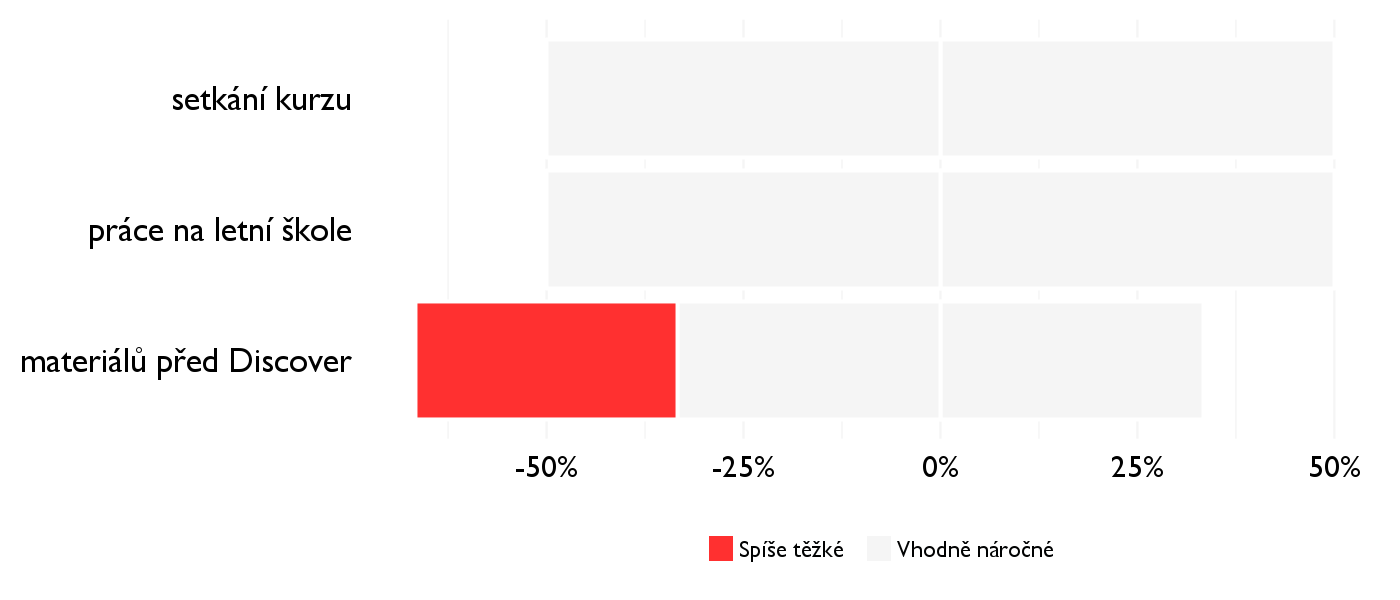 setkání kurzu
práce na letní škole
materiálů před Discover
-50% -25% 0% 25% 50%
Spíše těžké Vhodně náročné